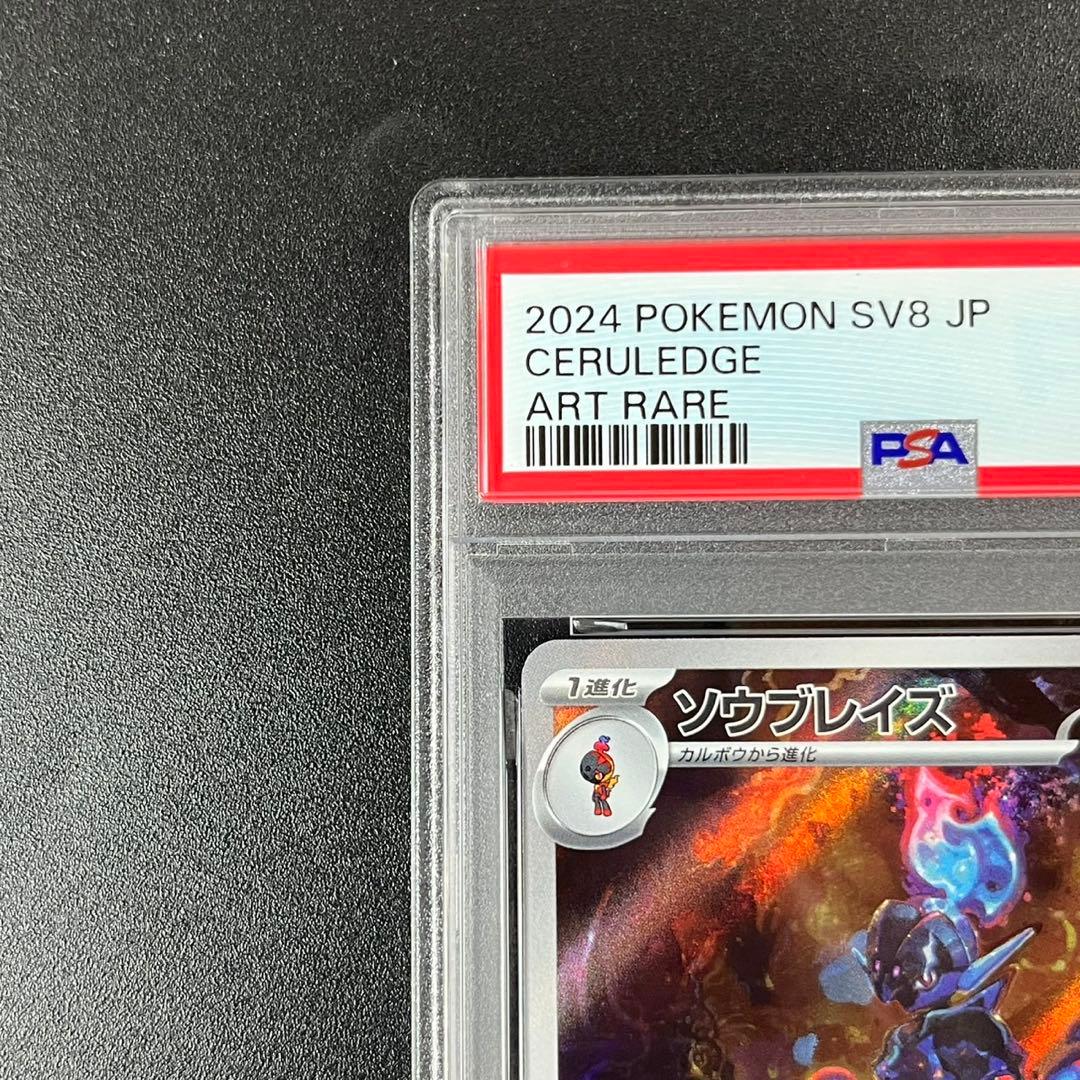 2024 POKEMON SV8 JP
CERULEDGE
ART RARE
PSA
1進化
ソウブレイズ
カルボウから進化